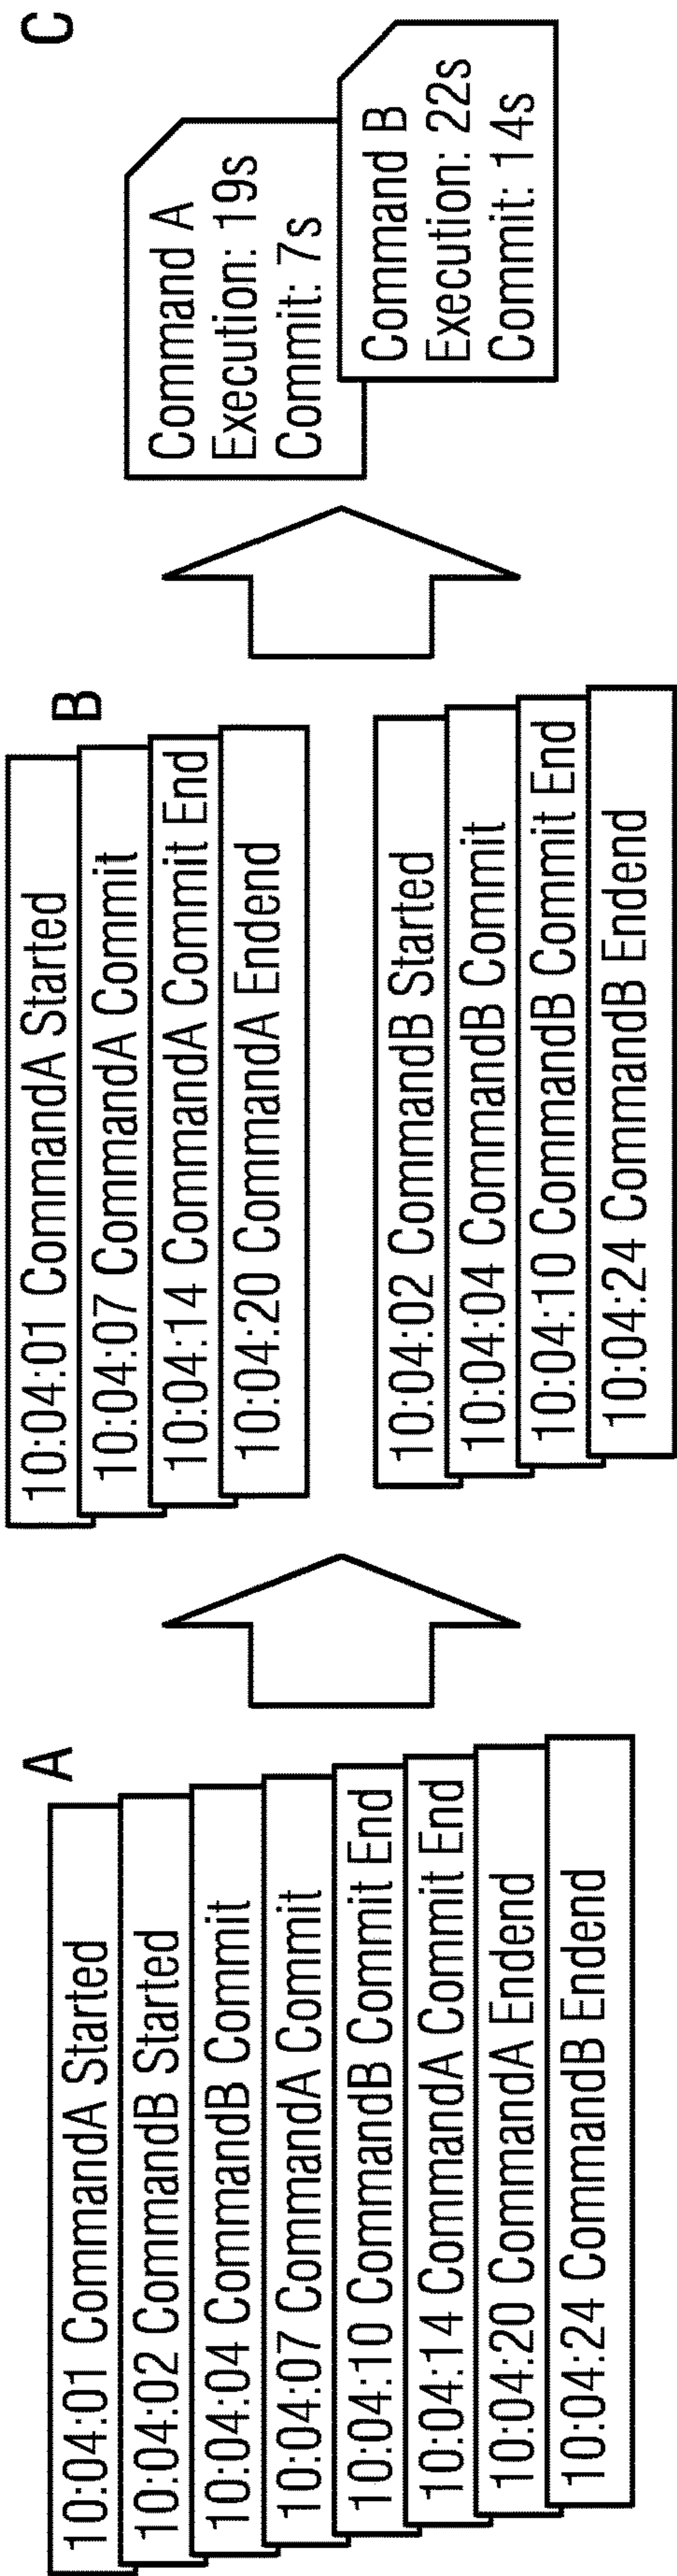 A
10:04:01 CommandA Started
10:04:02 CommandB Started
10:04:04 CommandB Commit
10:04:07 CommandA Commit
10:04:10 CommandB Commit End
10:04:14 CommandA Commit End
10:04:20 CommandA Endend
10:04:24 CommandB Endend
B
10:04:01 CommandA Started
10:04:07 CommandA Commit
10:04:14 CommandA Commit End
10:04:20 CommandA Endend
10:04:02 CommandB Started
10:04:04 CommandB Commit
10:04:10 CommandB Commit End
10:04:24 CommandB Endend
C
Command A
Execution: 19s
Commit: 7s
Command B
Execution: 22s
Commit: 14s